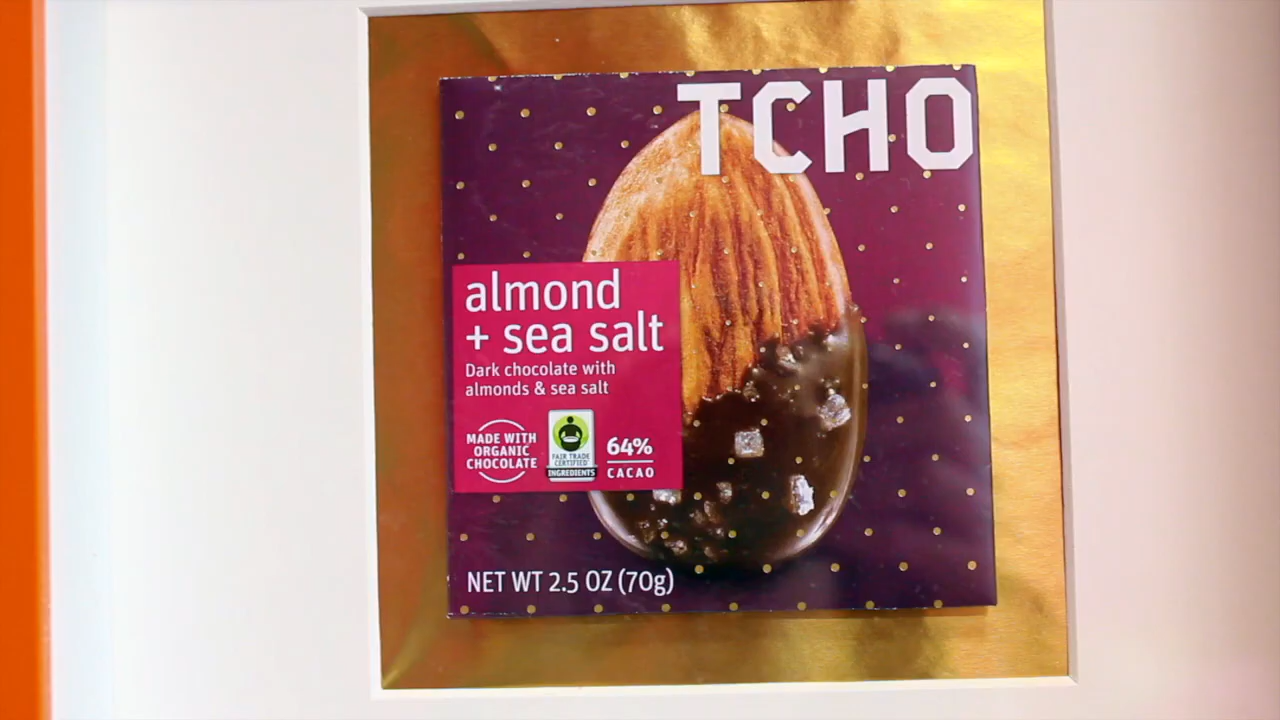 TCHO
almond
+ sea salt
Dark chocolate with
almonds & sea salt
MADE WITH
ORGANIC
CHOCOLATE
FAIR TRADE
CERTIFIED
INGREDIENTS
64%
CACAO
NET WT 2.5 OZ (70g)